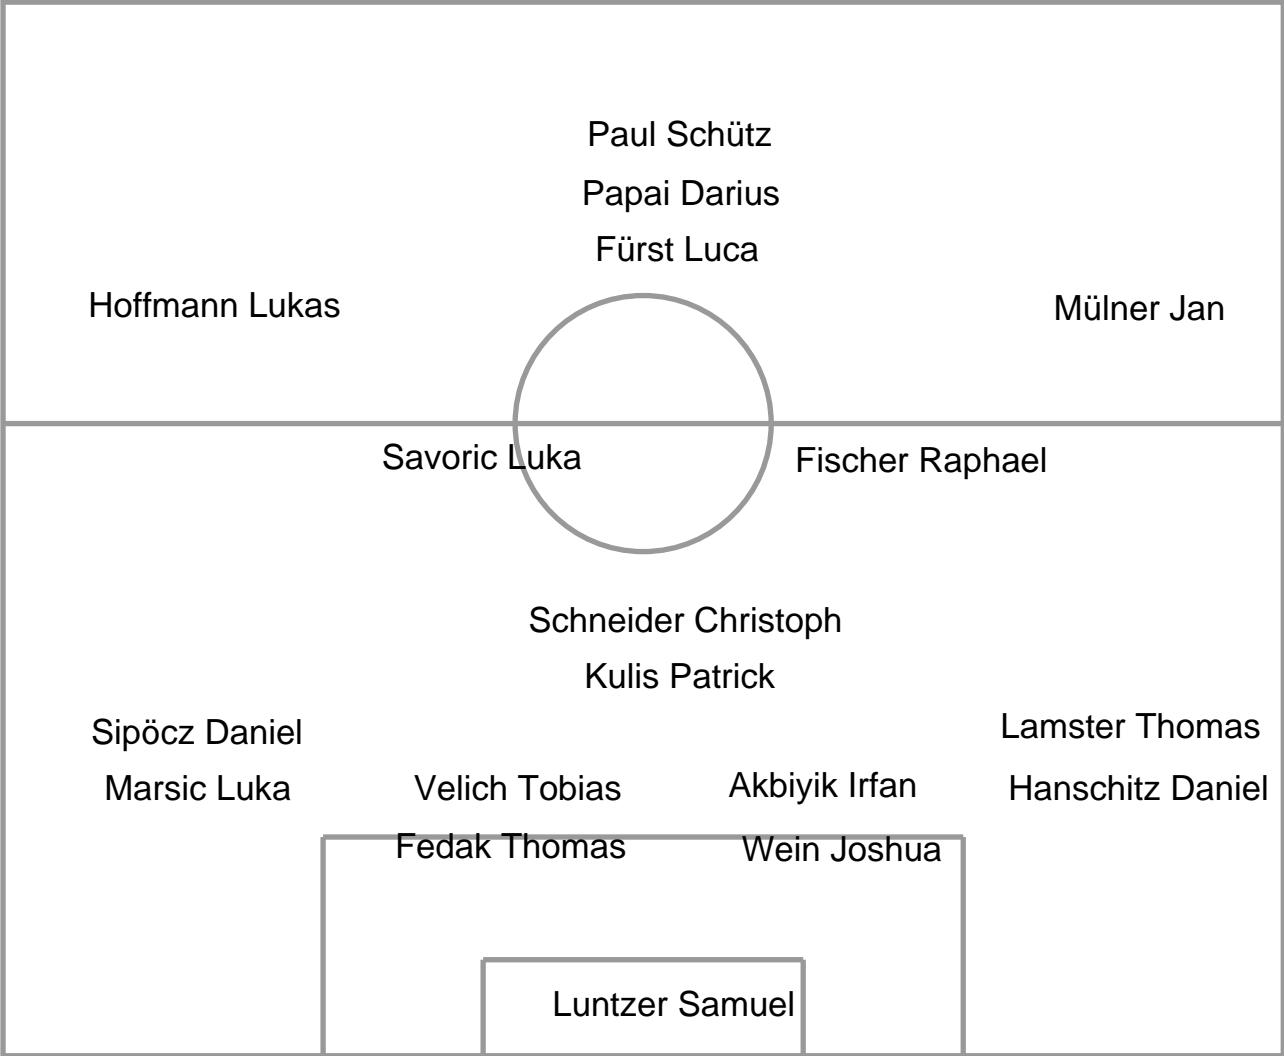 Paul Schütz
Papai Darius
Fürst Luca
Hoffmann Lukas
Mülner Jan
Savoric Luka
Fischer Raphael
Schneider Christoph
Kulis Patrick
Sipöcz Daniel
Lamster Thomas
Marsic Luka
Velich Tobias
Akbiyik Irfan
Hanschitz Daniel
Fedak Thomas
Wein Joshua
Luntzer Samuel